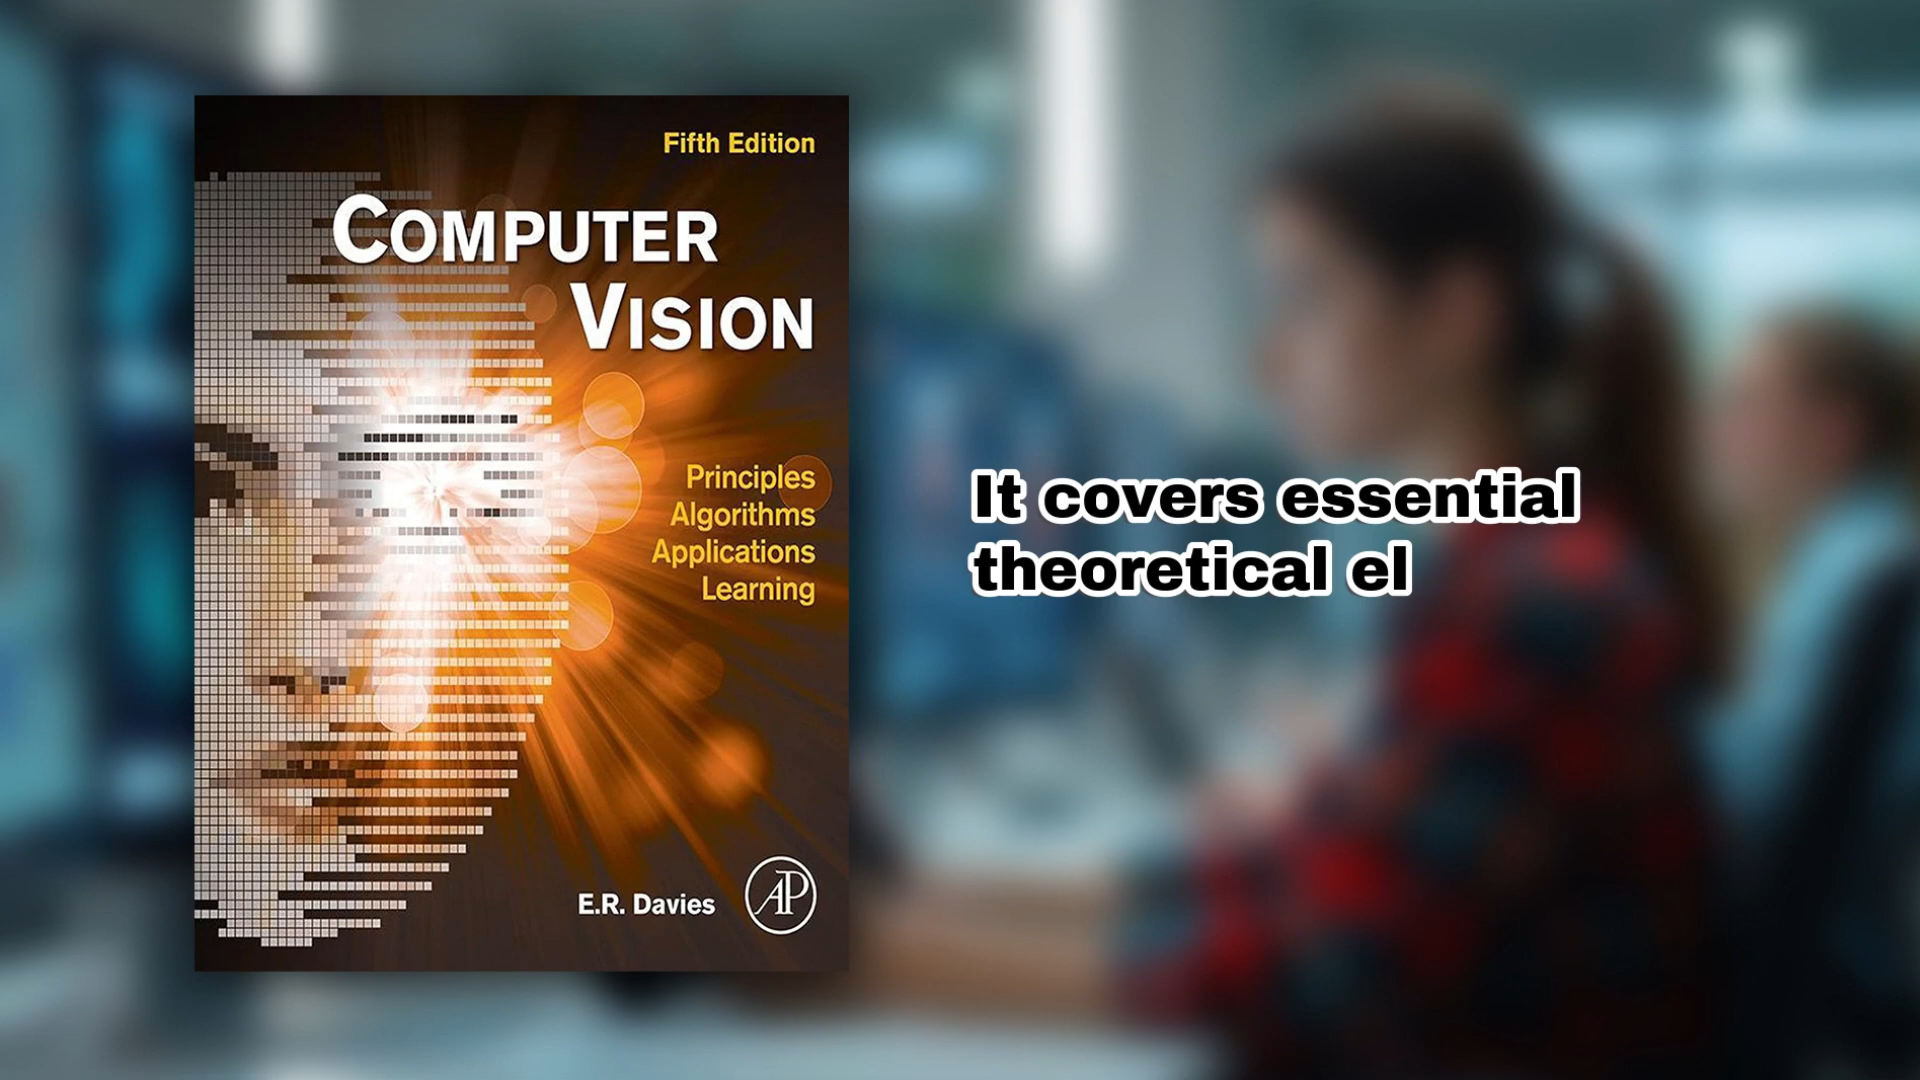 Fifth Edition
COMPUTER
VISION
Principles
Algorithms
Applications
Learning
E.R. Davies
AP
It covers essential
theoretical el